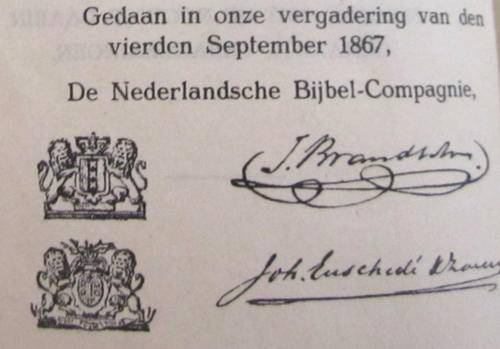 Gedaan in onze vergadering van den
vierden September 1867,
De Nederlandsche Bijbel-Compagnie,
J. Brandt
Joh. Enschedé